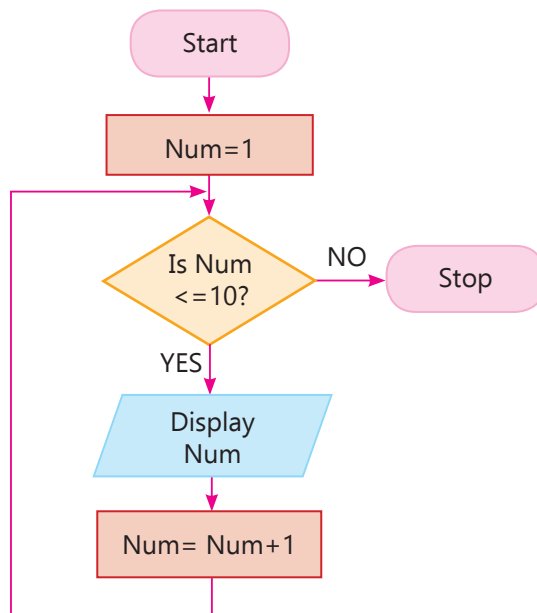 Start
Num=1
Is Num
<=10?
NO
Stop
YES
Display
Num
Num= Num+1